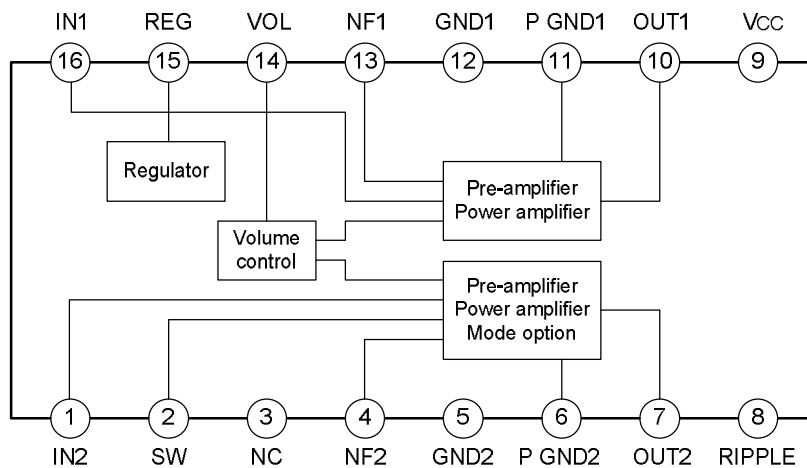 IN1 REG VOL NF1 GND1 P GND1 OUT1 VCC
16 15 14 13 12 11 10 9
Regulator
Pre-amplifier
Power amplifier
Volume
control
Pre-amplifier
Power amplifier
Mode option
1 2 3 4 5 6 7 8
IN2 SW NC NF2 GND2 P GND2 OUT2 RIPPLE